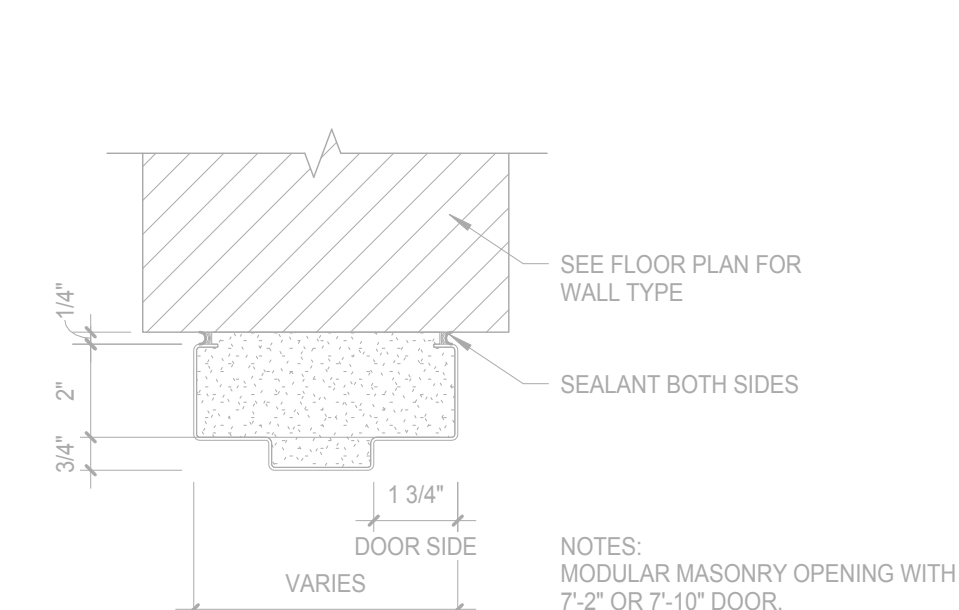 SEE FLOOR PLAN FOR
WALL TYPE
1/4"
SEALANT BOTH SIDES
2"
3/4"
1 3/4"
DOOR SIDE
VARIES
NOTES:
MODULAR MASONRY OPENING WITH
7'-2" OR 7'-10" DOOR.